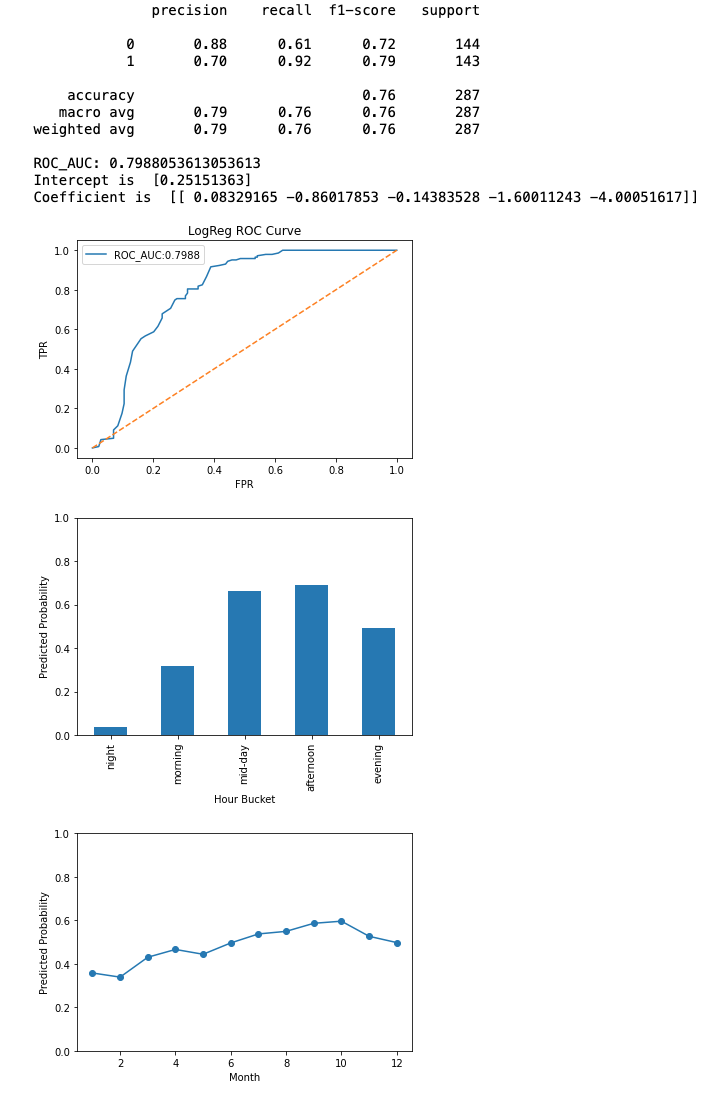 precision recall f1-score support
0 0.88 0.61 0.72 144
1 0.70 0.92 0.79 143
accuracy 0.76 287
macro avg 0.79 0.76 0.76 287
weighted avg 0.79 0.76 0.76 287
ROC_AUC: 0.7988053613053613
Intercept is [0.25151363]
Coefficient is [[ 0.08329165 -0.86017853 -0.14383528 -1.60011243 -4.00051617]]
LogReg ROC Curve
ROC_AUC:0.7988
TPR
1.0
0.8
0.6
0.4
0.2
0.0
0.0 0.2 0.4 0.6 0.8 1.0
FPR
Predicted Probability
1.0
0.8
0.6
0.4
0.2
0.0
night morning mid-day afternoon evening
Hour Bucket
Predicted Probability
1.0
0.8
0.6
0.4
0.2
0.0
2 4 6 8 10 12
Month